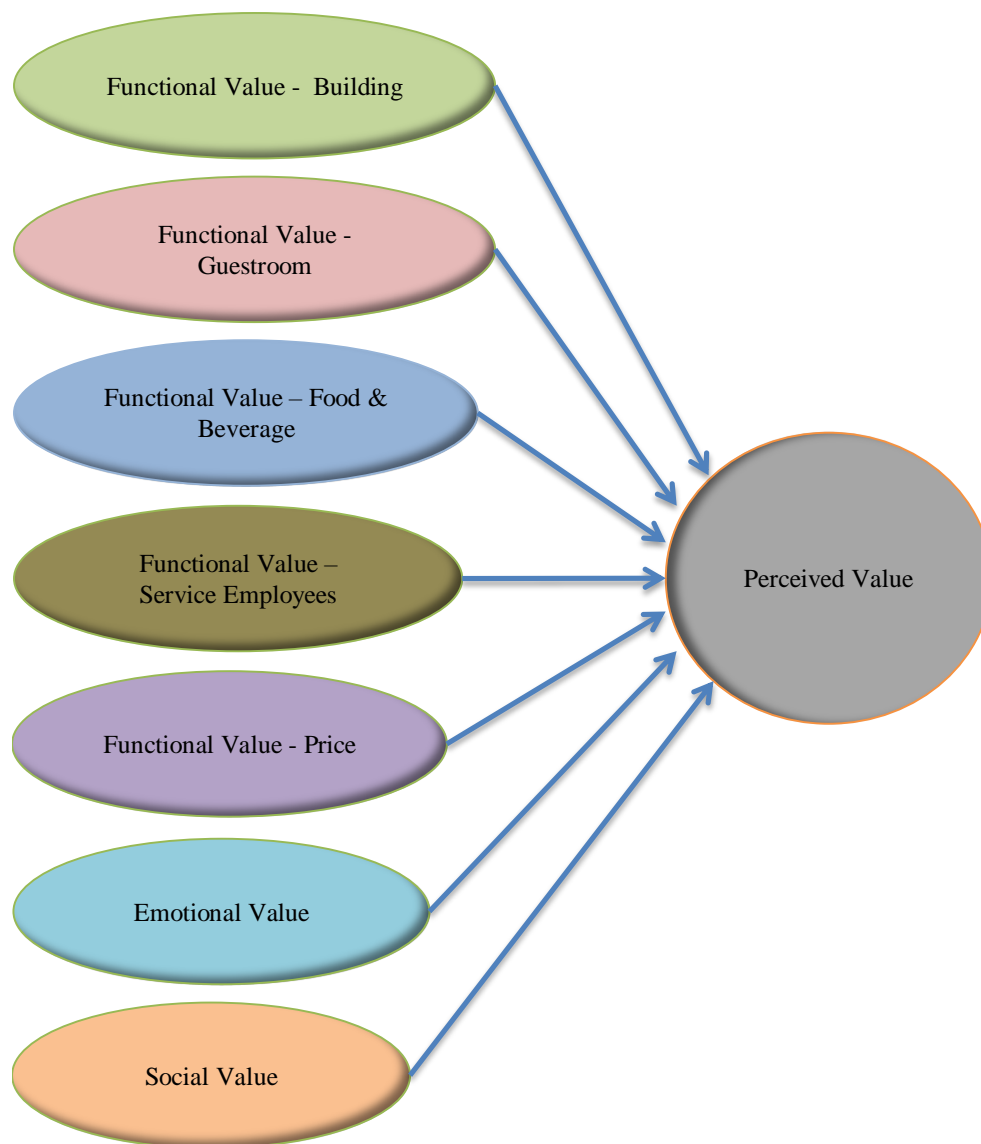 Functional Value -  Building
Functional Value -
Guestroom
Functional Value – Food &
Beverage
Functional Value –
Service Employees
Perceived Value
Functional Value - Price
Emotional Value
Social Value